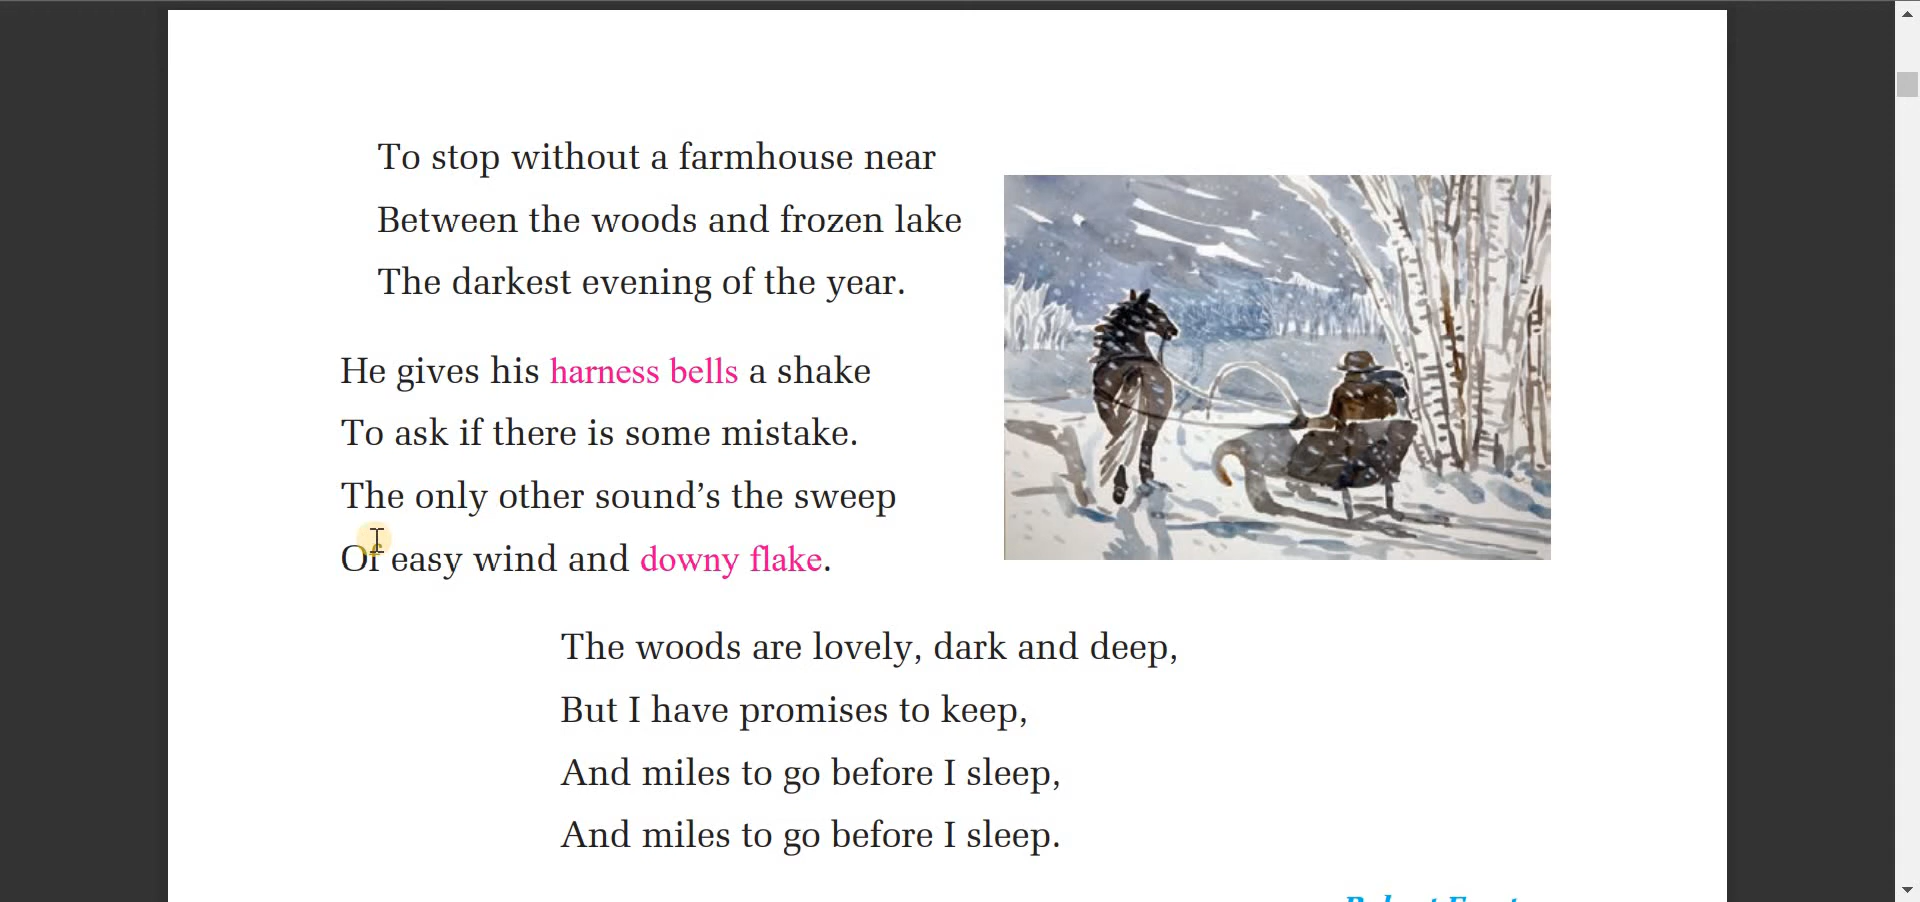 To stop without a farmhouse near
Between the woods and frozen lake
The darkest evening of the year.
He gives his harness bells a shake
To ask if there is some mistake.
The only other sound’s the sweep
Of easy wind and downy flake.
The woods are lovely, dark and deep,
But I have promises to keep,
And miles to go before I sleep,
And miles to go before I sleep.